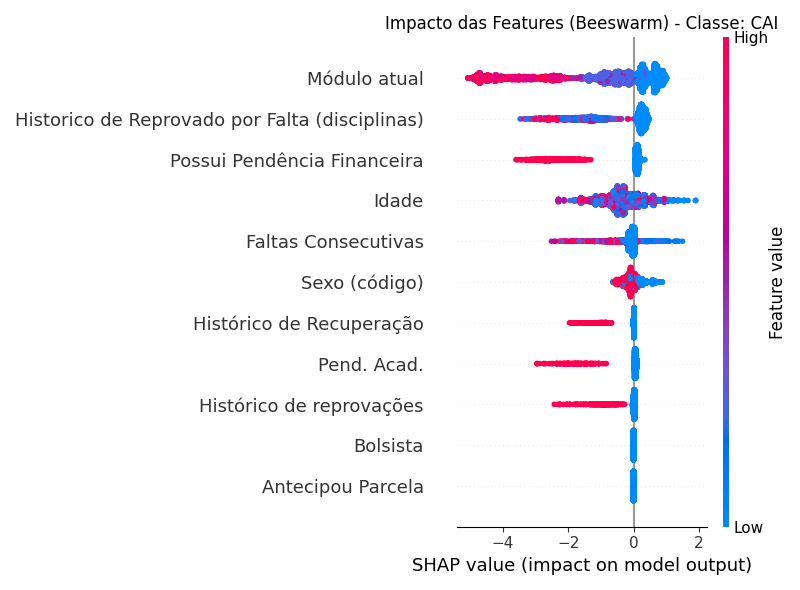 Impacto das Features (Beeswarm) - Classe: CAI
High
Módulo atual
Historico de Reprovado por Falta (disciplinas)
Possui Pendência Financeira
Idade
Faltas Consecutivas
Sexo (código)
Histórico de Recuperação
Pend. Acad.
Histórico de reprovações
Bolsista
Antecipou Parcela
Feature value
Low
−4 −2 0 2
SHAP value (impact on model output)